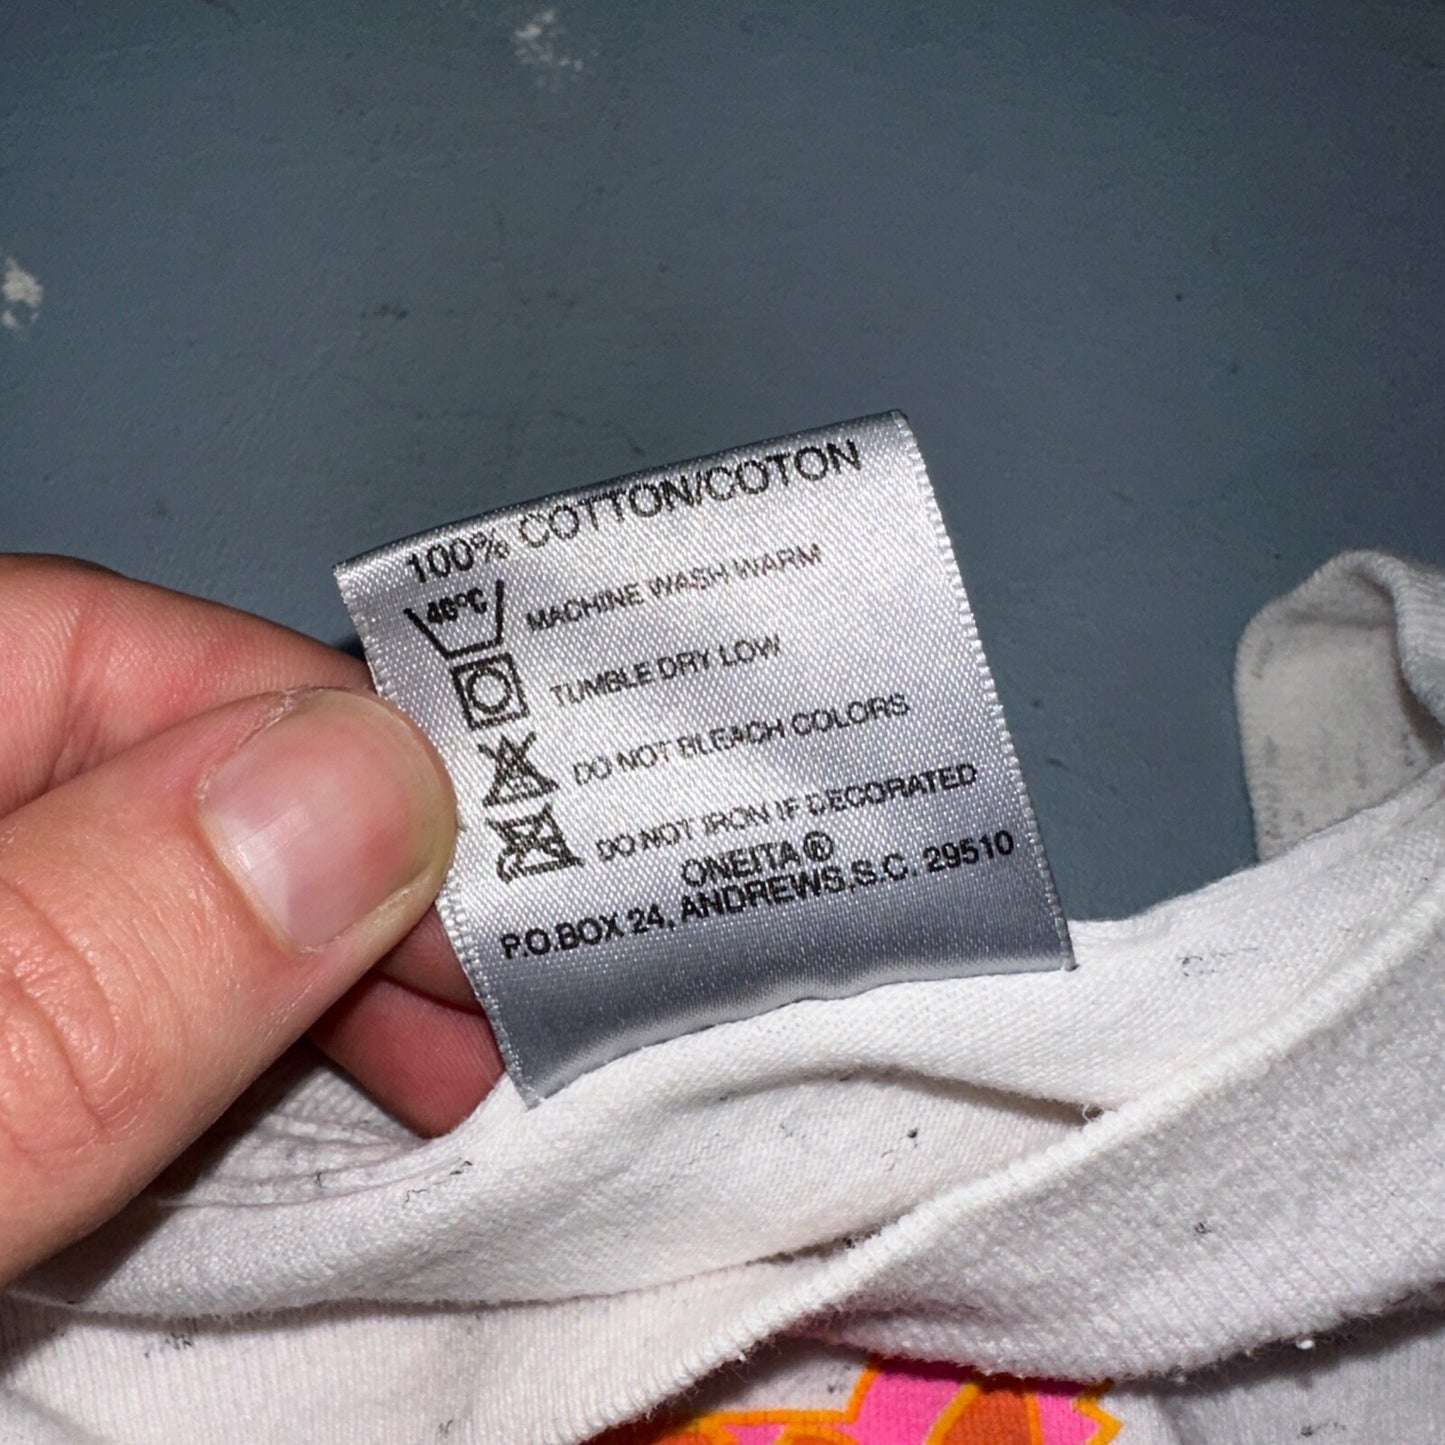 100% COTTON/COTON
40°C MACHINE WASH WARM
TUMBLE DRY LOW
DO NOT BLEACH COLORS
DO NOT IRON IF DECORATED
ONEITA®
P.O.BOX 24, ANDREWS,S.C. 29510